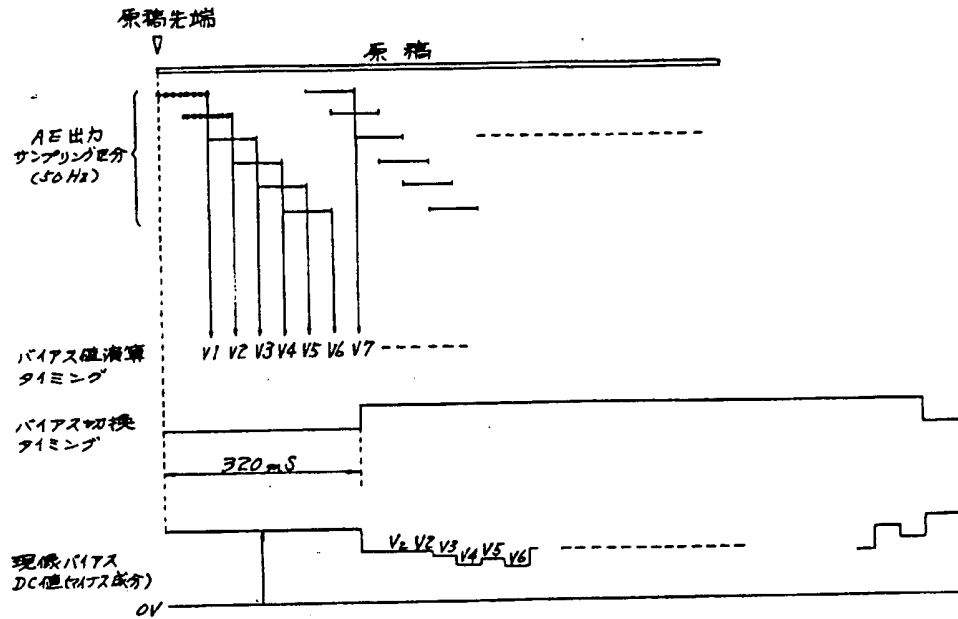 原稿先端
原稿
AE出力
サンプリング区分
(50Hz)
バイアス値演算
タイミング
V1 V2 V3 V4 V5 V6 V7
バイアス切換
タイミング
320mS
V2 V2 V3 V4 V5 V6
現像バイアス
DC値(マイナス成分)
0V